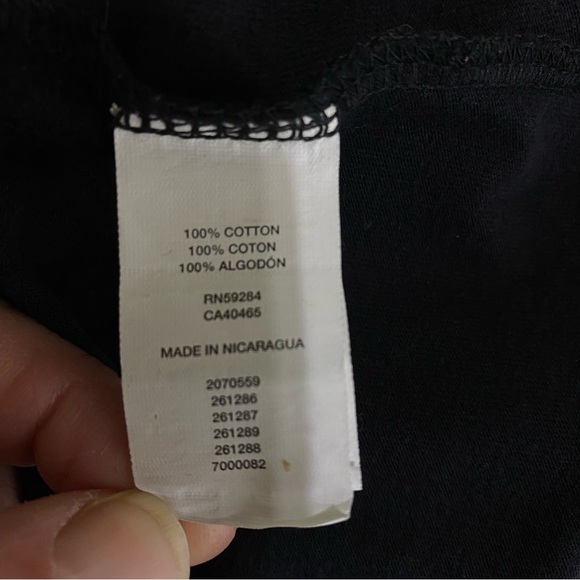 100% COTTON
100% COTON
100% ALGODÓN
RN59284
CA40465
MADE IN NICARAGUA
2070559
261286
261287
261289
261288
7000082